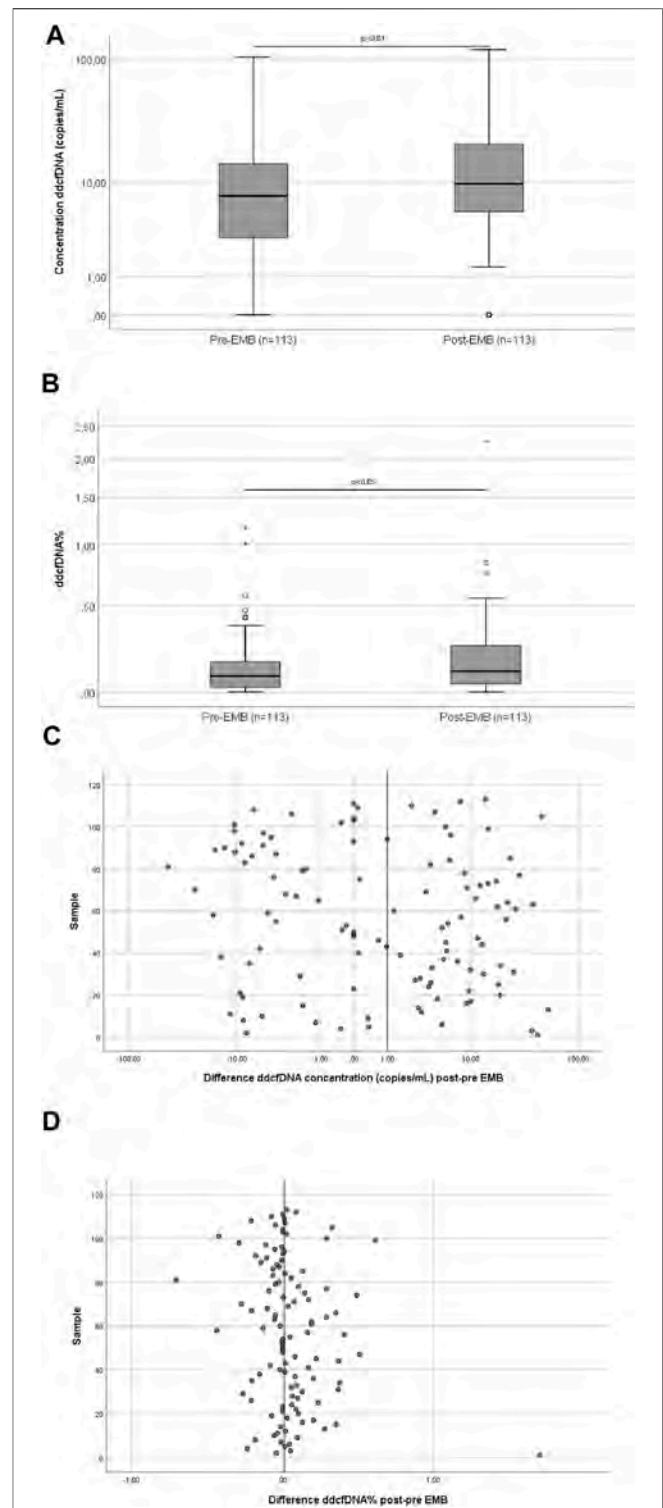 A
p<0.01
100,00
10,00
1,00
,00
Concentration ddcfDNA (copies/mL)
Pre-EMB (n=113)
Post-EMB (n=113)
B
2,50
2,00
1,50
1,00
,50
,00
ddcfDNA%
Pre-EMB (n=113)
Post-EMB (n=113)
C
120
100
80
60
40
20
0
Sample
-100,00
-10,00
-1,00
,00
1,00
10,00
100,00
Difference ddcfDNA concentration (copies/mL) post-pre EMB
D
120
100
80
60
40
20
0
Sample
-1,00
,00
1,00
Difference ddcfDNA% post-pre EMB